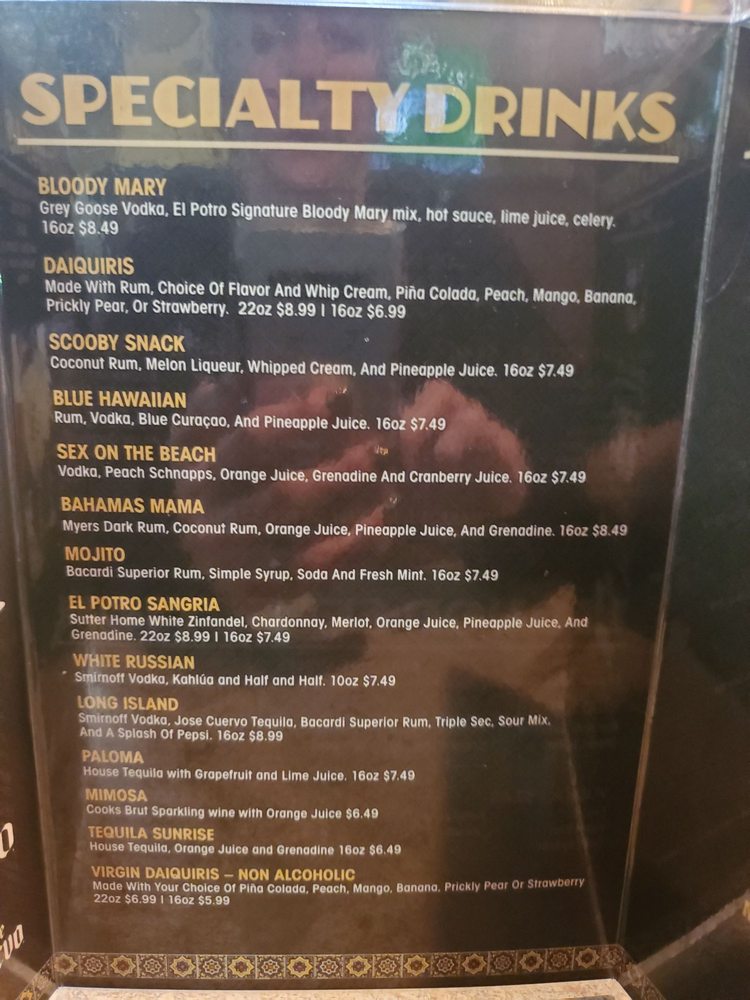 SPECIALTY DRINKS
BLOODY MARY
Grey Goose Vodka, El Potro Signature Bloody Mary mix, hot sauce, lime juice, celery.
16oz $8.49
DAIQUIRIS
Made With Rum, Choice Of Flavor And Whip Cream, Piña Colada, Peach, Mango, Banana,
Prickly Pear, Or Strawberry. 22oz $8.99 | 16oz $6.99
SCOOBY SNACK
Coconut Rum, Melon Liqueur, Whipped Cream, And Pineapple Juice. 16oz $7.49
BLUE HAWAIIAN
Rum, Vodka, Blue Curaçao, And Pineapple Juice. 16oz $7.49
SEX ON THE BEACH
Vodka, Peach Schnapps, Orange Juice, Grenadine And Cranberry Juice. 16oz $7.49
BAHAMAS MAMA
Myers Dark Rum, Coconut Rum, Orange Juice, Pineapple Juice, And Grenadine. 16oz $8.49
MOJITO
Bacardi Superior Rum, Simple Syrup, Soda And Fresh Mint. 16oz $7.49
EL POTRO SANGRIA
Sutter Home White Zinfandel, Chardonnay, Merlot, Orange Juice, Pineapple Juice, And
Grenadine. 22oz $8.99 | 16oz $7.49
WHITE RUSSIAN
Smirnoff Vodka, Kahlúa and Half and Half. 10oz $7.49
LONG ISLAND
Smirnoff Vodka, Jose Cuervo Tequila, Bacardi Superior Rum, Triple Sec, Sour Mix,
And A Splash Of Pepsi. 16oz $8.99
PALOMA
House Tequila with Grapefruit and Lime Juice. 16oz $7.49
MIMOSA
Cooks Brut Sparkling wine with Orange Juice $6.49
TEQUILA SUNRISE
House Tequila, Orange Juice and Grenadine 16oz $6.49
VIRGIN DAIQUIRIS – NON ALCOHOLIC
Made With Your Choice Of Piña Colada, Peach, Mango, Banana, Prickly Pear Or Strawberry
22oz $6.99 | 16oz $5.99